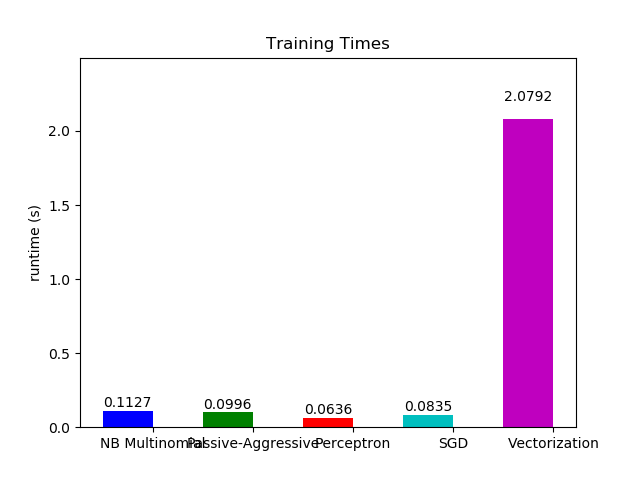 Training Times
runtime (s)
2.0
1.5
1.0
0.5
0.0
0.1127
0.0996
0.0636
0.0835
2.0792
NB Multinomial
Passive-Aggressive
Perceptron
SGD
Vectorization